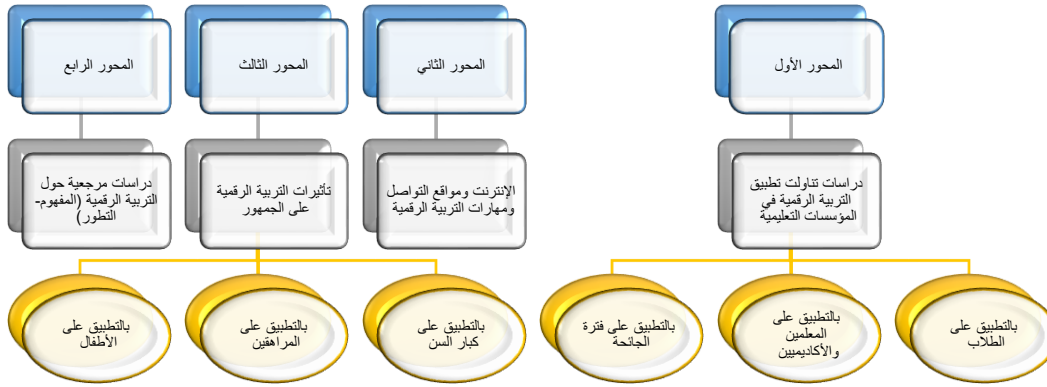 المحور الأول
المحور الثاني
المحور الثالث
المحور الرابع
دراسات تناولت تطبيق
التربية الرقمية في
المؤسسات التعليمية
الإنترنت ومواقع التواصل
ومهارات التربية الرقمية
تأثيرات التربية الرقمية
على الجمهور
دراسات مرجعية حول
التربية الرقمية (المفهوم-
التطور)
بالتطبيق على
الطلاب
بالتطبيق على
المعلمين
والأكاديميين
بالتطبيق على فترة
الجائحة
بالتطبيق على
كبار السن
بالتطبيق على
المراهقين
بالتطبيق على
الأطفال